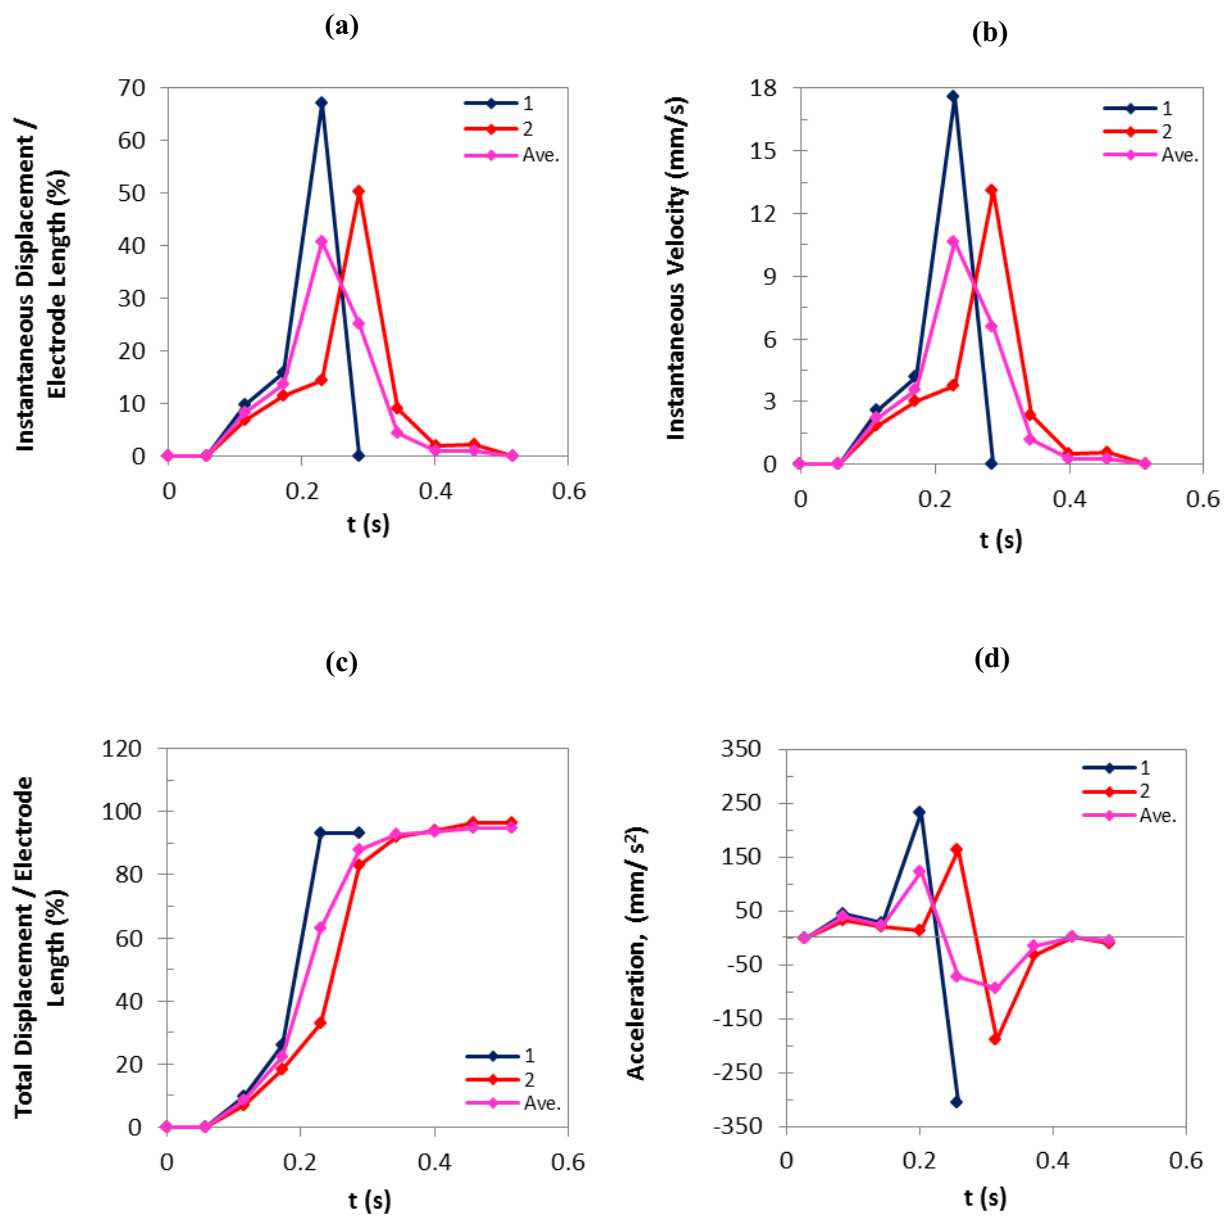 (a)
Instantaneous Displacement /
Electrode Length (%)
70
60
50
40
30
20
10
0
0 0.2 0.4 0.6
t (s)
1
2
Ave.
(b)
Instantaneous Velocity (mm/s)
18
15
12
9
6
3
0
0 0.2 0.4 0.6
t (s)
1
2
Ave.
(c)
Total Displacement / Electrode
Length (%)
120
100
80
60
40
20
0
0 0.2 0.4 0.6
t (s)
1
2
Ave.
(d)
Acceleration, (mm/ s²)
350
250
150
50
-50
-150
-250
-350
0 0.2 0.4 0.6
t (s)
1
2
Ave.